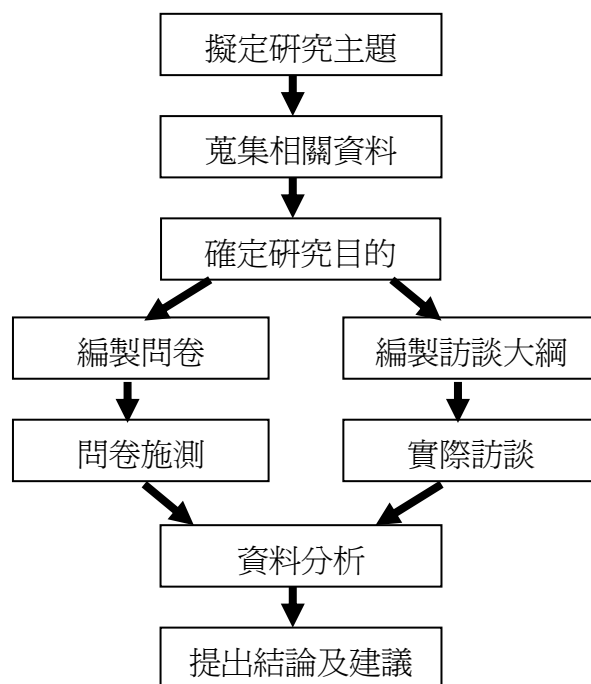 擬定研究主題
蒐集相關資料
確定研究目的
編製問卷
編製訪談大綱
問卷施測
實際訪談
資料分析
提出結論及建議